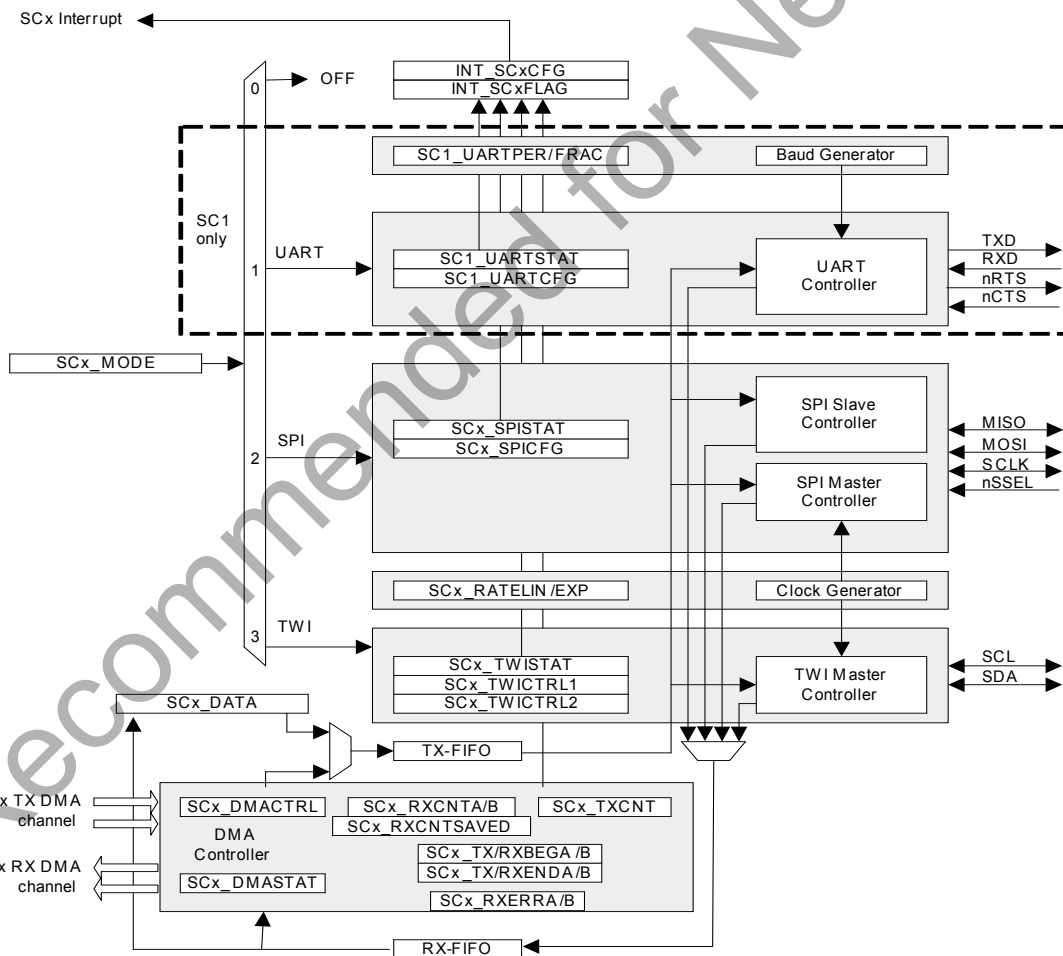 SCx Interrupt
INT_SCxCFG
INT_SCxFLAG
0
OFF
SC1_UARTPER/FRAC
Baud Generator
SC1
only
UART
1
SC1_UARTSTAT
SC1_UARTCFG
UART
Controller
TXD
RXD
nRTS
nCTS
SCx_MODE
SPI
2
SCx_SPISTAT
SCx_SPICFG
SPI Slave
Controller
SPI Master
Controller
MISO
MOSI
SCLK
nSSEL
SCx_RATELIN/EXP
Clock Generator
TWI
3
SCx_TWISTAT
SCx_TWICTRL1
SCx_TWICTRL2
TWI Master
Controller
SCL
SDA
SCx_DATA
TX-FIFO
x TX DMA
channel
SCx_DMACTRL
SCx_RXCNTA/B
SCx_TXCNT
SCx_RXCNTSAVED
DMA
Controller
SCx_TX/RXBEGA/B
SCx_TX/RXENDA/B
x RX DMA
channel
SCx_DMASTAT
SCx_RXERRA/B
RX-FIFO
Recommended for Ne